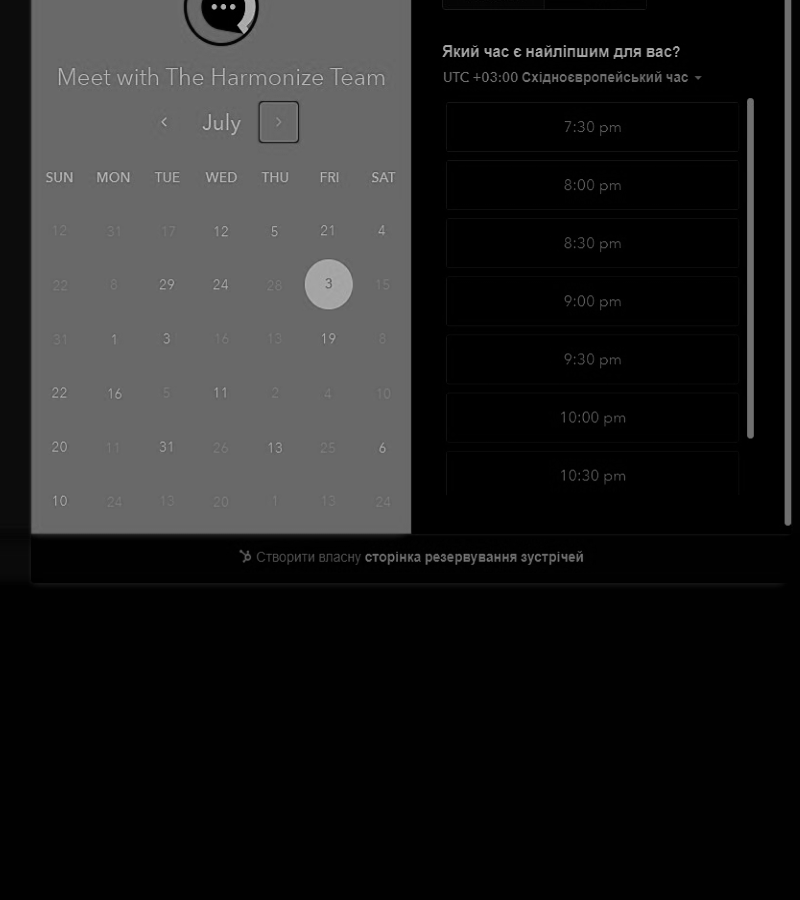 Meet with The Harmonize Team
July
SUN MON TUE WED THU FRI SAT
12 31 17 12 5 21 4
22 8 29 24 28 3 15
31 1 3 16 13 19 8
22 16 5 11 2 4 10
20 11 31 26 13 25 6
10 24 13 20 1 13 24
Який час є найліпшим для вас?
UTC +03:00 Східноєвропейський час
7:30 pm
8:00 pm
8:30 pm
9:00 pm
9:30 pm
10:00 pm
10:30 pm
Створити власну сторінка резервування зустрічей